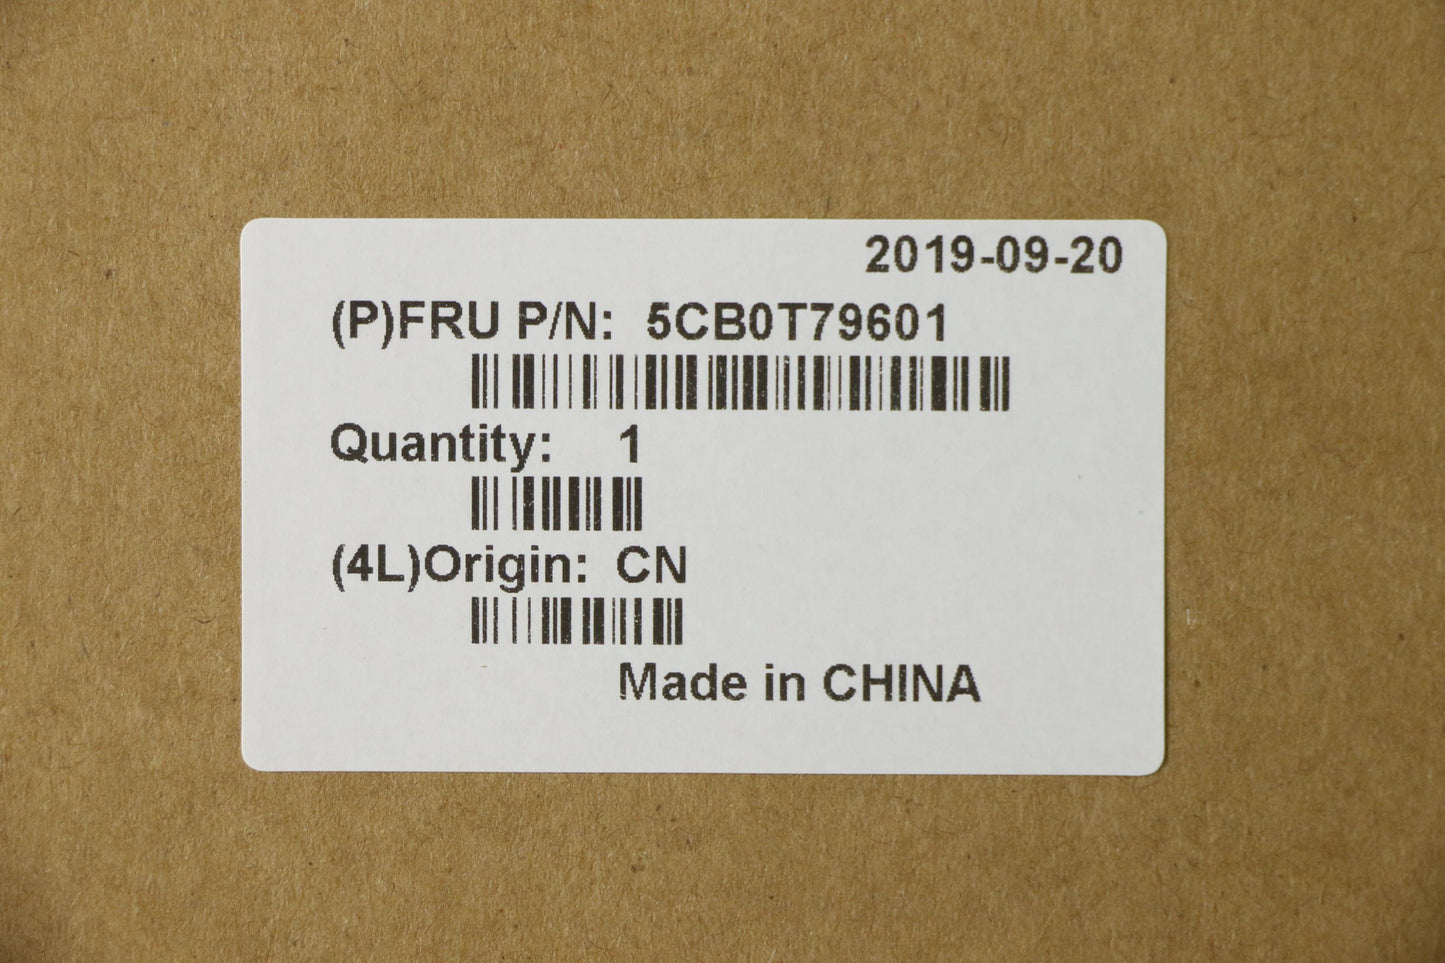 2019-09-20
(P)FRU P/N: 5CB0T79601
Quantity: 1
(4L)Origin: CN
Made in CHINA